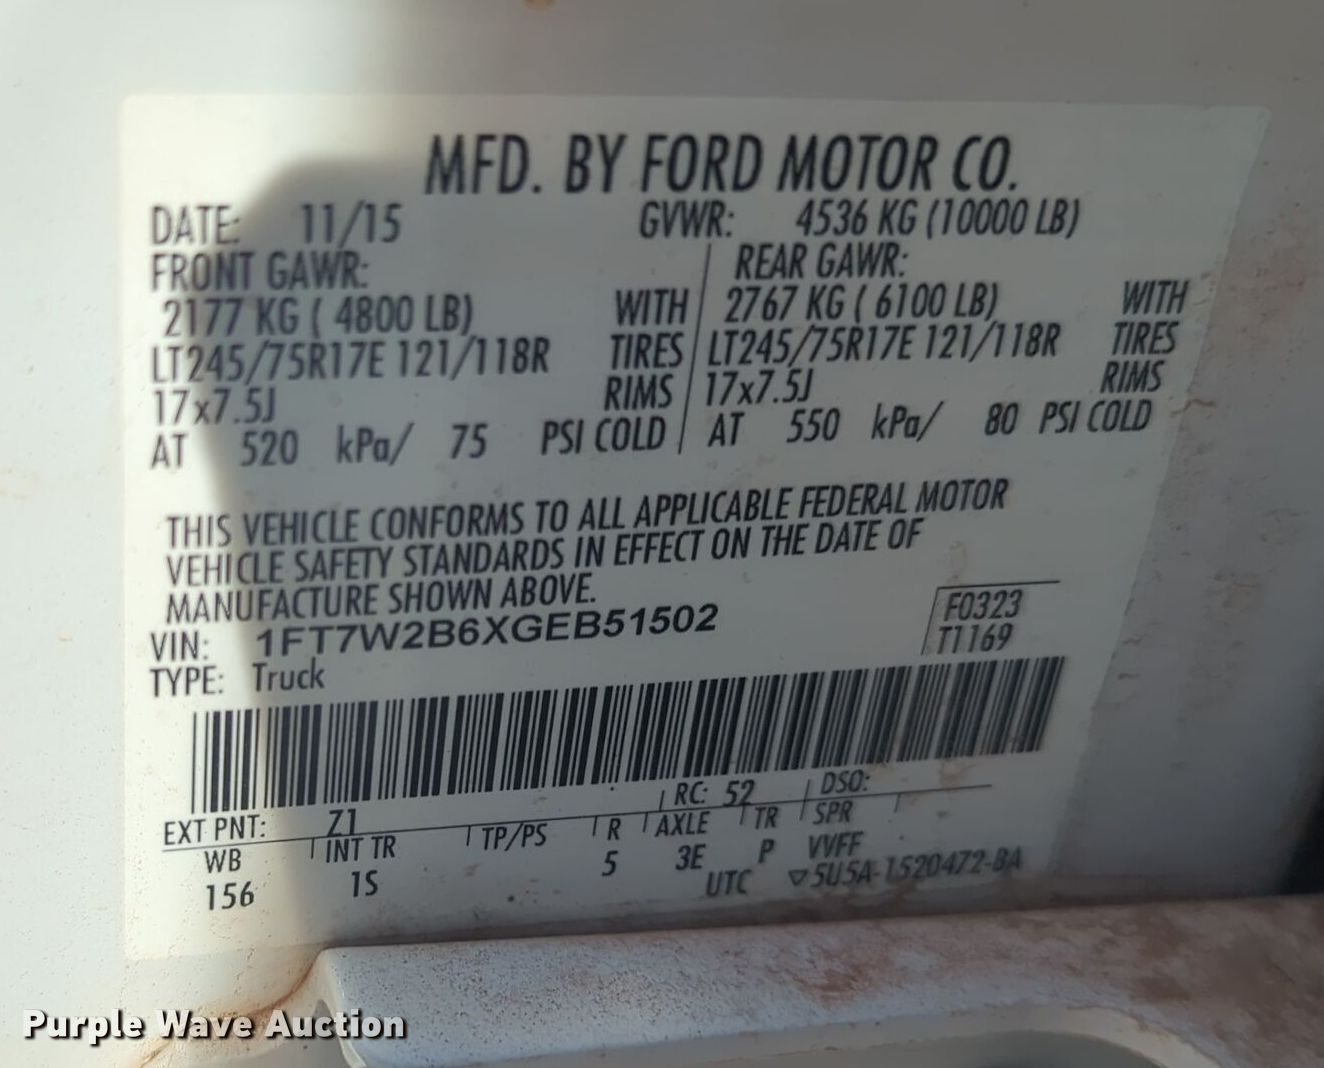 MFD. BY FORD MOTOR CO.
DATE: 11/15 GVWR: 4536 KG (10000 LB)
FRONT GAWR: REAR GAWR:
2177 KG ( 4800 LB) WITH 2767 KG ( 6100 LB) WITH
LT245/75R17E 121/118R TIRES LT245/75R17E 121/118R TIRES
17x7.5J RIMS 17x7.5J RIMS
AT 520 kPa/ 75 PSI COLD AT 550 kPa/ 80 PSI COLD
THIS VEHICLE CONFORMS TO ALL APPLICABLE FEDERAL MOTOR
VEHICLE SAFETY STANDARDS IN EFFECT ON THE DATE OF
MANUFACTURE SHOWN ABOVE.
VIN: 1FT7W2B6XGEB51502 F0323
TYPE: Truck T1169
EXT PNT: Z1 RC: 52 DSO:
WB INT TR TP/PS R AXLE TR SPR
156 1S 5 3E P VVFF
UTC ▽5U5A-1520472-BA
Purple Wave Auction